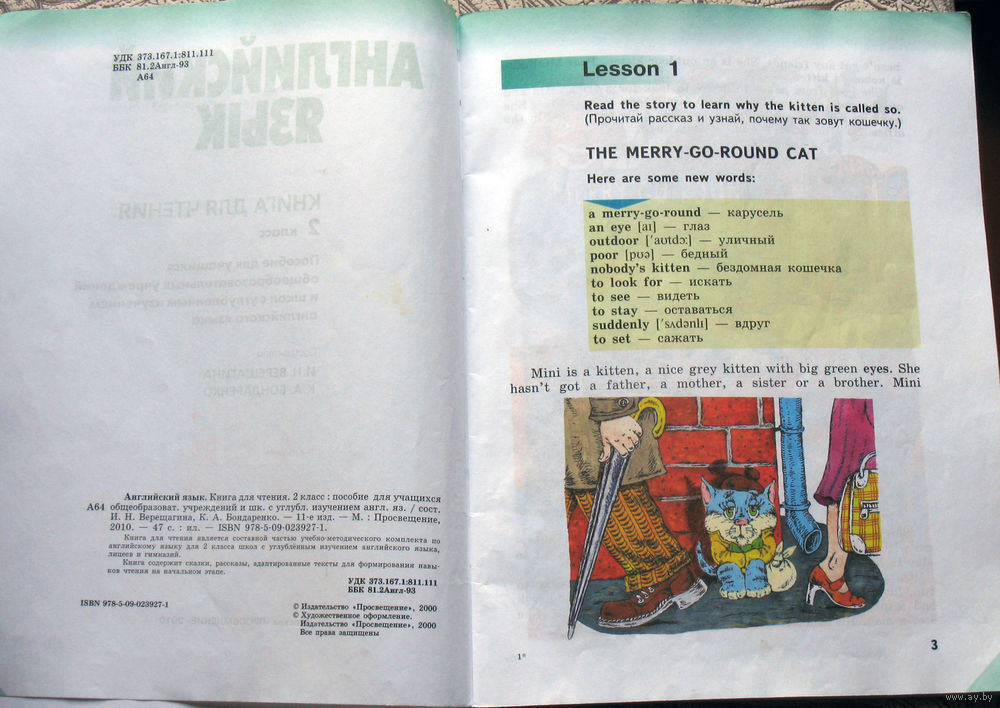 УДК 373.167.1:811.111
ББК 81.2Англ-93
А64
Английский язык. Книга для чтения. 2 класс : пособие для учащихся
А64 общеобразоват. учреждений и шк. с углубл. изучением англ. яз. / сост.
И. Н. Верещагина, К. А. Бондаренко. — 11-е изд. — М. : Просвещение,
2010. — 47 с. : ил. — ISBN 978-5-09-023927-1.
Книга для чтения является составной частью учебно-методического комплекта по
английскому языку для 2 класса школ с углублённым изучением английского языка,
лицеев и гимназий.
Книга содержит сказки, рассказы, адаптированные тексты для формирования навы-
ков чтения на начальном этапе.
УДК 373.167.1:811.111
ББК 81.2Англ-93
ISBN 978-5-09-023927-1
© Издательство «Просвещение», 2000
© Художественное оформление.
Издательство «Просвещение», 2000
Все права защищены
Lesson 1
Read the story to learn why the kitten is called so.
(Прочитай рассказ и узнай, почему так зовут кошечку.)
THE MERRY-GO-ROUND CAT
Here are some new words:
a merry-go-round — карусель
an eye [aɪ] — глаз
outdoor [ˈaʊtdɔː] — уличный
poor [pʊə] — бедный
nobody's kitten — бездомная кошечка
to look for — искать
to see — видеть
to stay — оставаться
suddenly [ˈsʌdənlɪ] — вдруг
to set — сажать
Mini is a kitten, a nice grey kitten with big green eyes. She
hasn't got a father, a mother, a sister or a brother. Mini
3
1*
www.ay.by